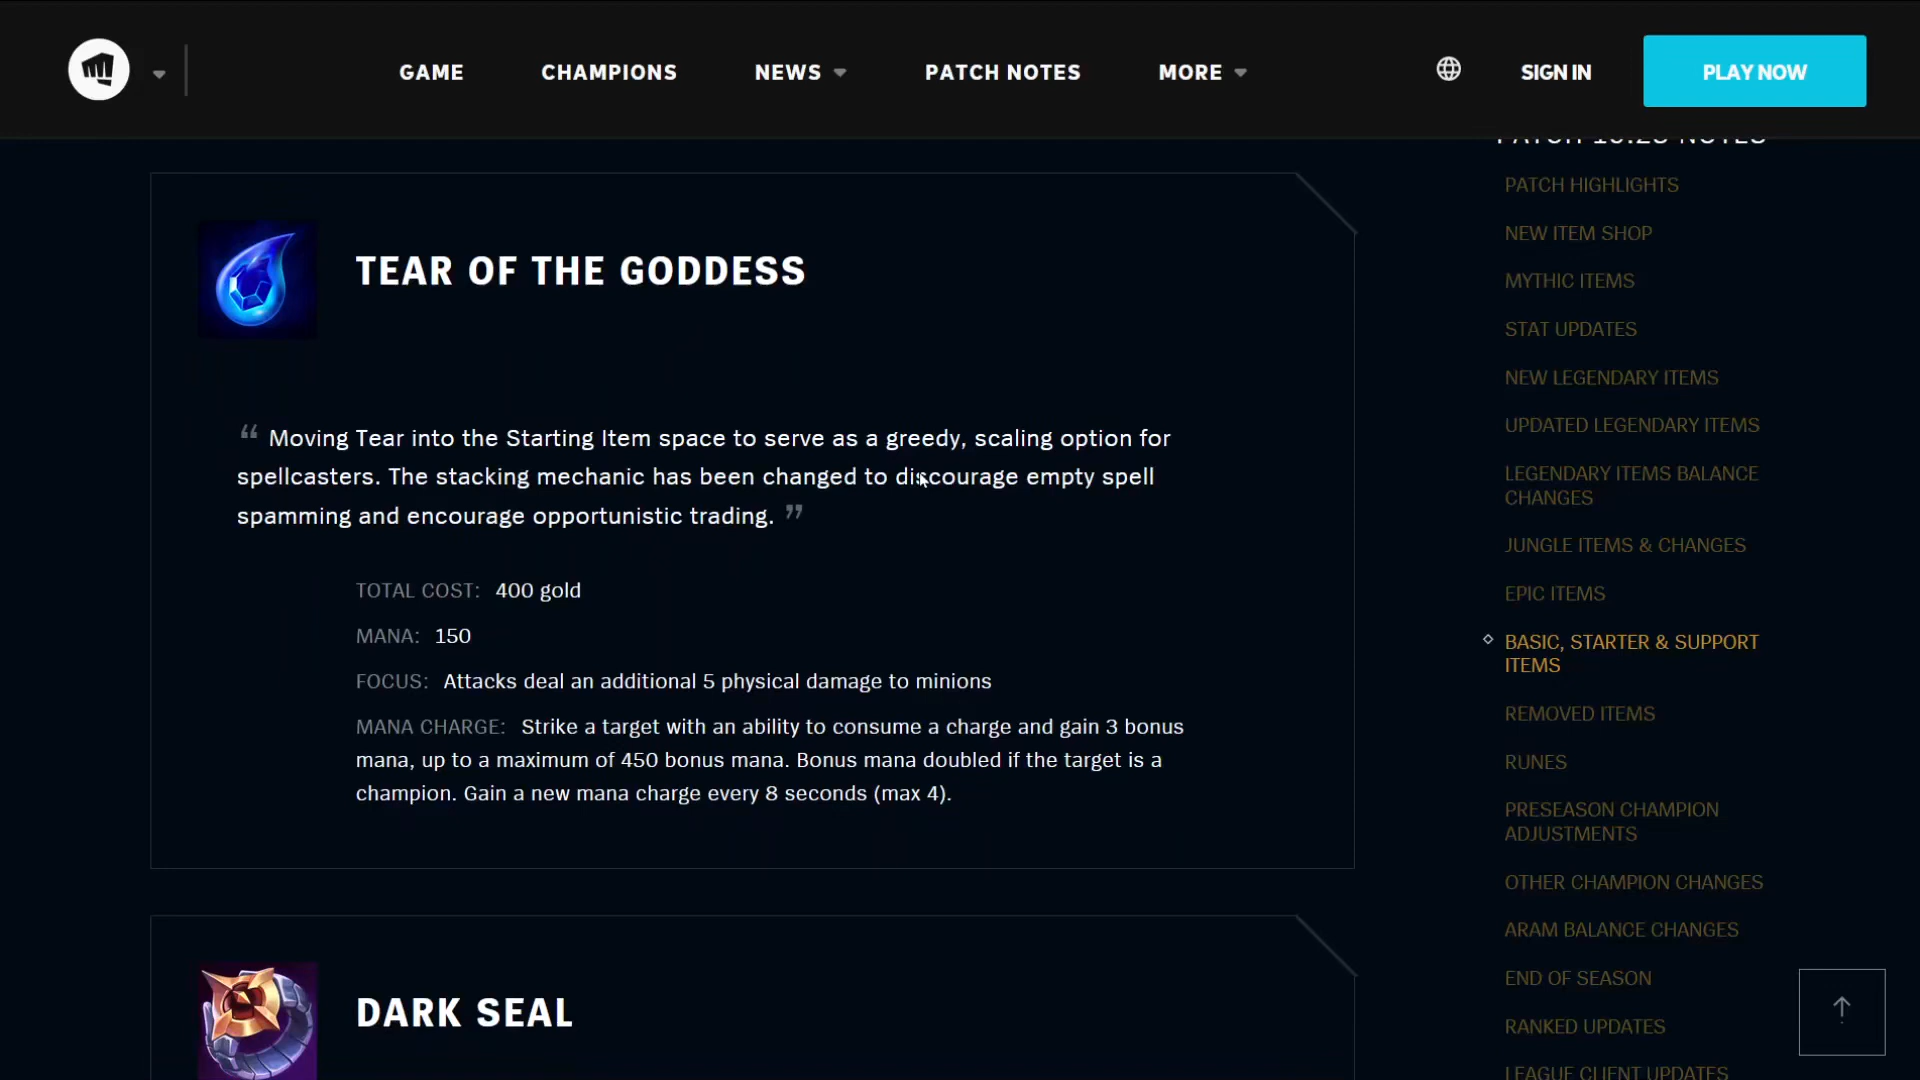 GAME
CHAMPIONS
NEWS
PATCH NOTES
MORE
SIGN IN
PLAY NOW
TEAR OF THE GODDESS
“ Moving Tear into the Starting Item space to serve as a greedy, scaling option for
spellcasters. The stacking mechanic has been changed to discourage empty spell
spamming and encourage opportunistic trading. ”
TOTAL COST: 400 gold
MANA: 150
FOCUS: Attacks deal an additional 5 physical damage to minions
MANA CHARGE: Strike a target with an ability to consume a charge and gain 3 bonus
mana, up to a maximum of 450 bonus mana. Bonus mana doubled if the target is a
champion. Gain a new mana charge every 8 seconds (max 4).
DARK SEAL
PATCH 10.23 NOTES
PATCH HIGHLIGHTS
NEW ITEM SHOP
MYTHIC ITEMS
STAT UPDATES
NEW LEGENDARY ITEMS
UPDATED LEGENDARY ITEMS
LEGENDARY ITEMS BALANCE
CHANGES
JUNGLE ITEMS & CHANGES
EPIC ITEMS
BASIC, STARTER & SUPPORT
ITEMS
REMOVED ITEMS
RUNES
PRESEASON CHAMPION
ADJUSTMENTS
OTHER CHAMPION CHANGES
ARAM BALANCE CHANGES
END OF SEASON
RANKED UPDATES
LEAGUE CLIENT UPDATES